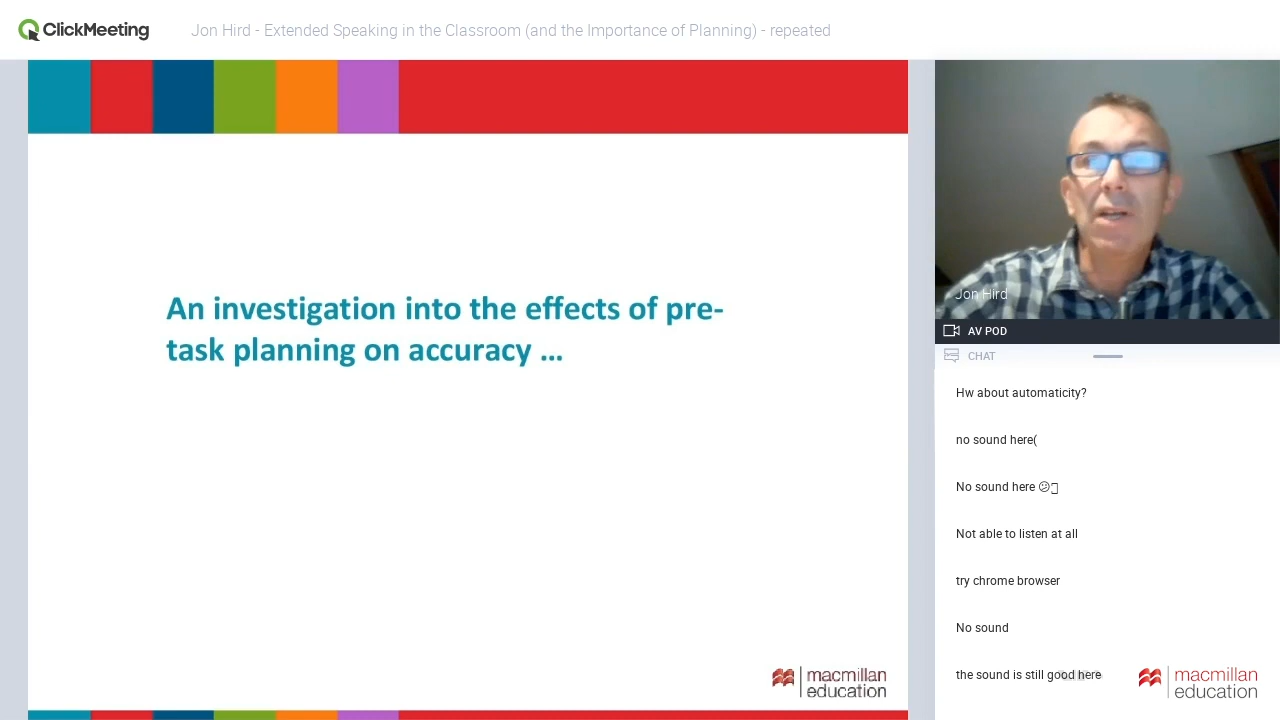 ClickMeeting
Jon Hird - Extended Speaking in the Classroom (and the Importance of Planning) - repeated
An investigation into the effects of pre-
task planning on accuracy ...
macmillan
education
Jon Hird
AV POD
CHAT
Hw about automaticity?
no sound here(
No sound here 😕
Not able to listen at all
try chrome browser
No sound
the sound is still good here
macmillan
education